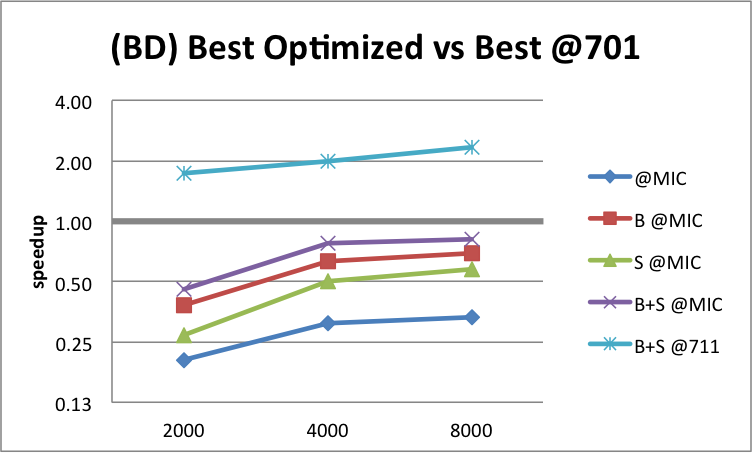 (BD) Best Optimized vs Best @701
speedup
4.00
2.00
1.00
0.50
0.25
0.13
2000
4000
8000
@MIC
B @MIC
S @MIC
B+S @MIC
B+S @711